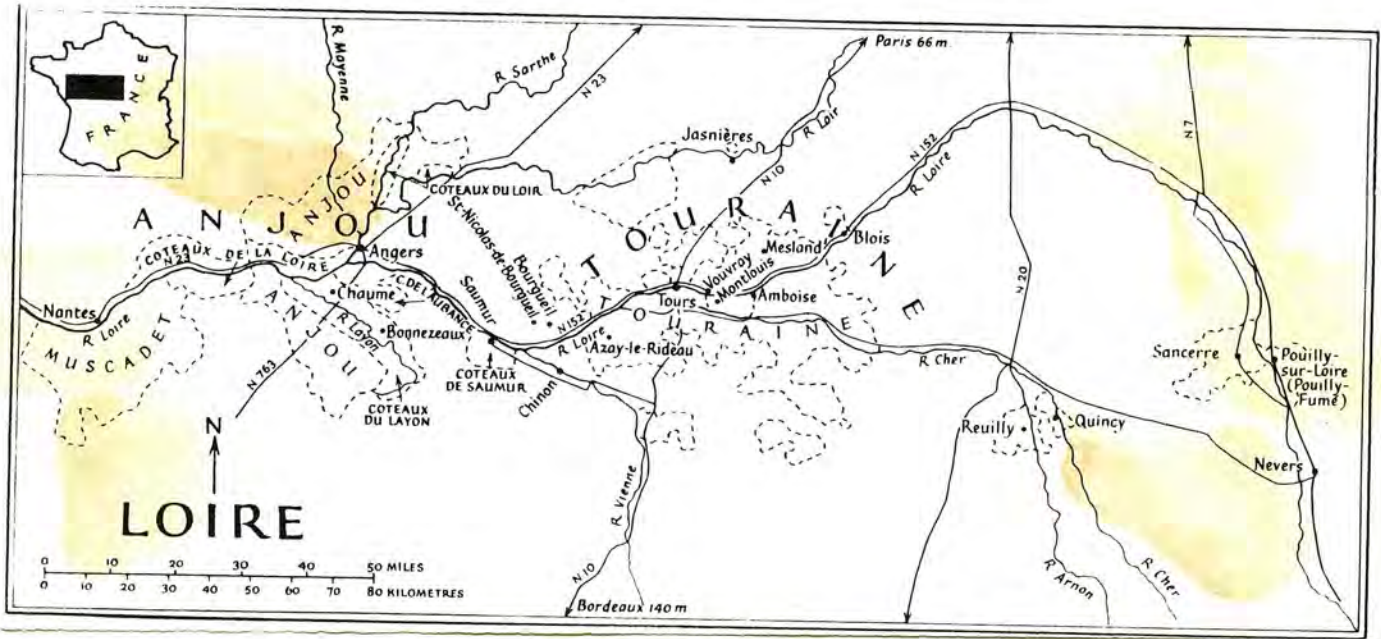 FRANCE
R Mayenne
R Sarthe
N 23
Paris 66 m
R Loir
N 10
Jasnières
N 152
R Loire
N 20
N 7
ANJOU
ANJOU
COTEAUX DU LOIR
St-Nicolas-de-Bourgueil
Bourgueil
TOURAINE
Mesland
Blois
Vouvray
Montlouis
Amboise
Tours
TOURAINE
COTEAUX DE LA LOIRE
N 23
Angers
C. DE L'AUBANCE
Saumur
Chaume
ANJOU
R Layon
Bonnezeaux
Nantes
R Loire
MUSCADET
N 763
COTEAUX
DU LAYON
COTEAUX
DE SAUMUR
N 152
R Loire
Azay-le-Rideau
Chinon
R Cher
Sancerre
Pouilly-
sur-Loire
(Pouilly-
Fumé)
Reuilly
Quincy
Nevers
R Vienne
R Arnon
R Cher
N 10
Bordeaux 140 m
N
LOIRE
0 10 20 30 40 50 MILES
0 10 20 30 40 50 60 70 80 KILOMETRES